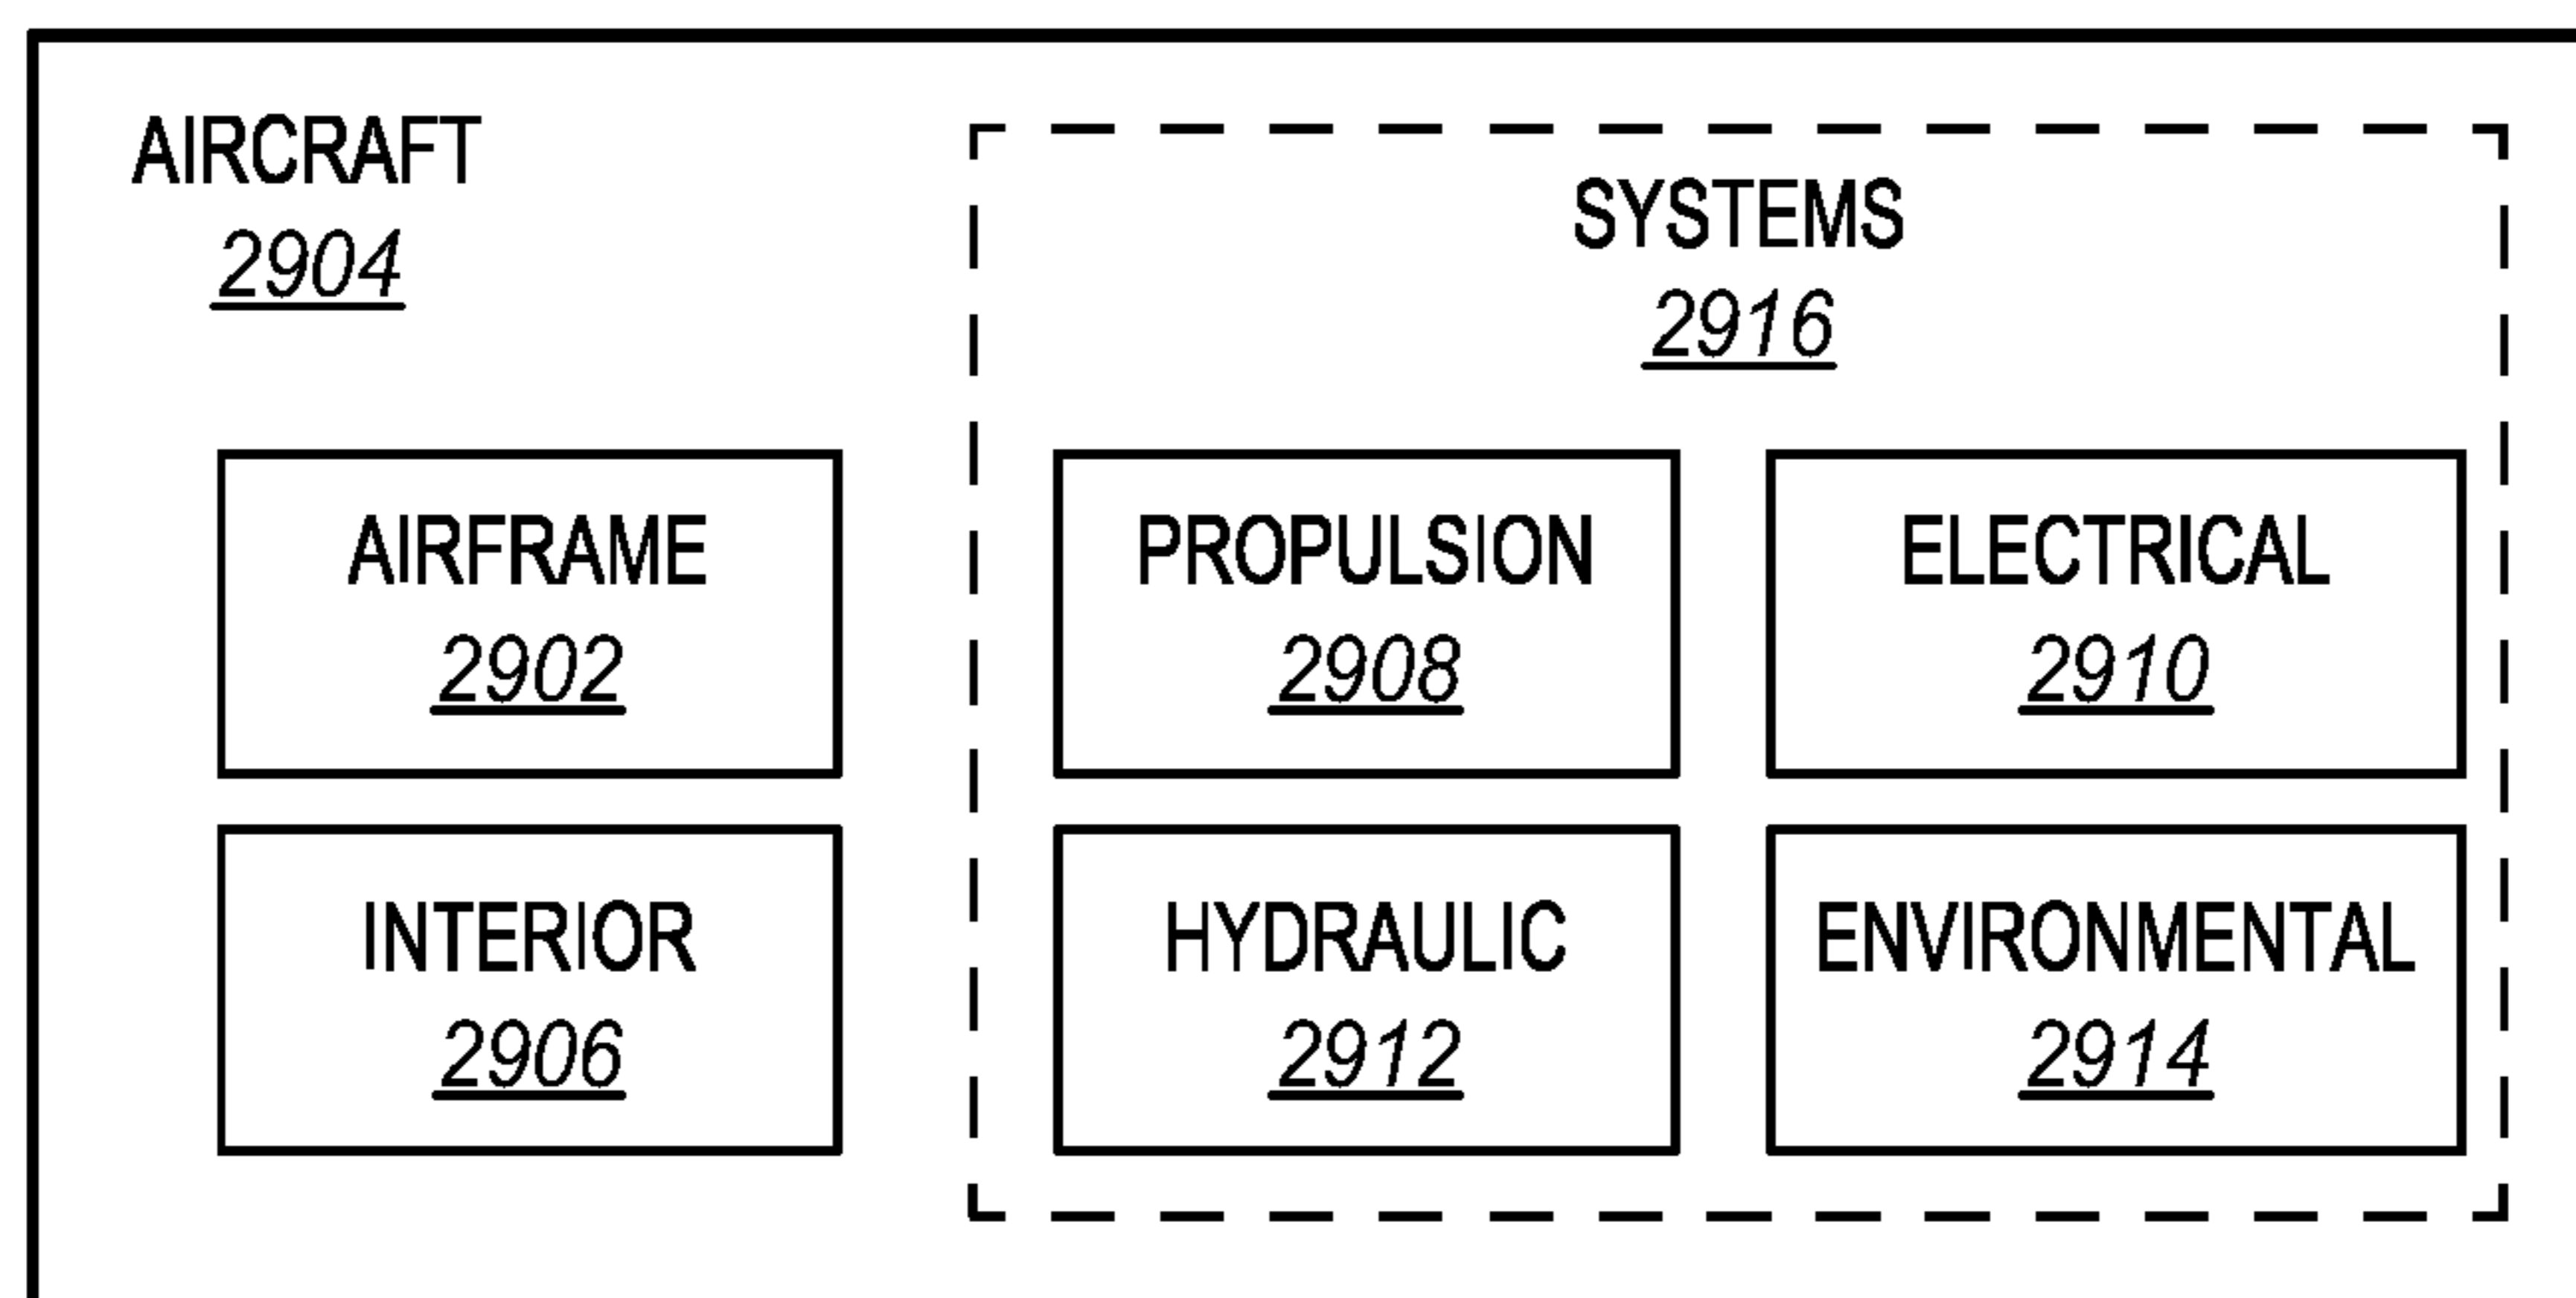 AIRCRAFT
2904
SYSTEMS
2916
AIRFRAME
2902
PROPULSION
2908
ELECTRICAL
2910
INTERIOR
2906
HYDRAULIC
2912
ENVIRONMENTAL
2914